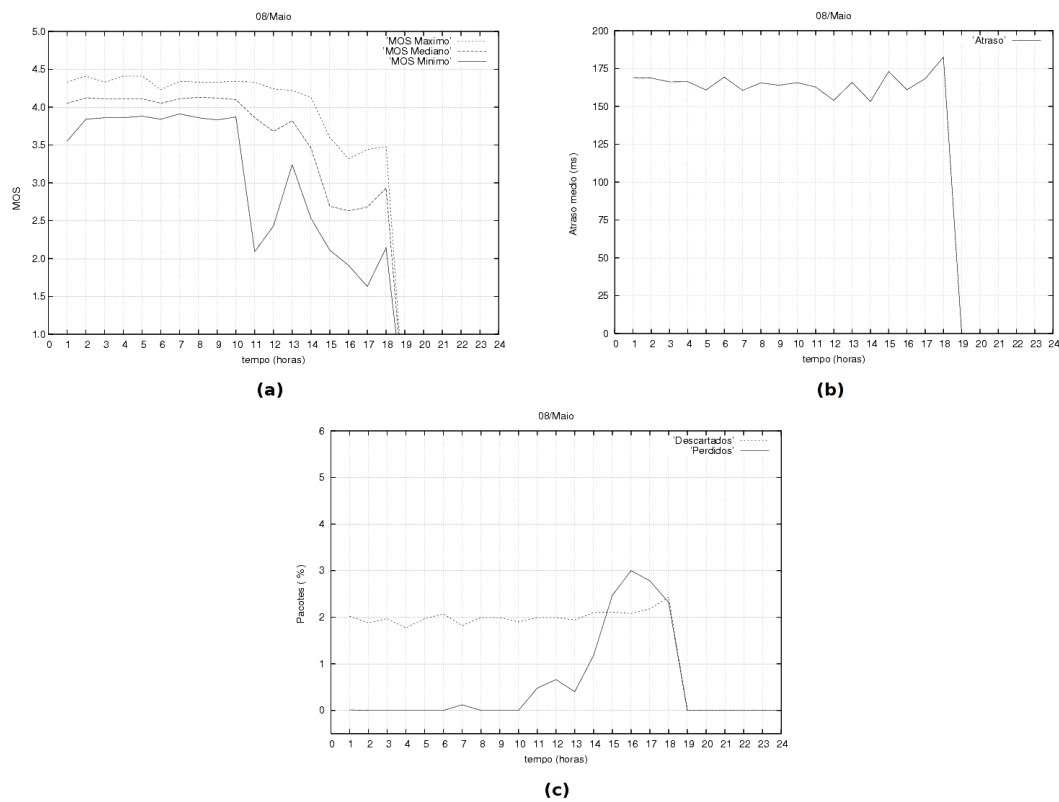 08/Maio
5.0
4.5
4.0
3.5
3.0
2.5
2.0
1.5
1.0
MOS
'MOS Maximo'
'MOS Mediano'
'MOS Minimo'
0 1 2 3 4 5 6 7 8 9 10 11 12 13 14 15 16 17 18 19 20 21 22 23 24
tempo (horas)
(a)
08/Maio
200
175
150
125
100
75
50
25
0
Atraso medio (ms)
'Atraso'
0 1 2 3 4 5 6 7 8 9 10 11 12 13 14 15 16 17 18 19 20 21 22 23 24
tempo (horas)
(b)
08/Maio
6
5
4
3
2
1
0
Pacotes ( %)
'Descartados'
'Perdidos'
0 1 2 3 4 5 6 7 8 9 10 11 12 13 14 15 16 17 18 19 20 21 22 23 24
tempo (horas)
(c)